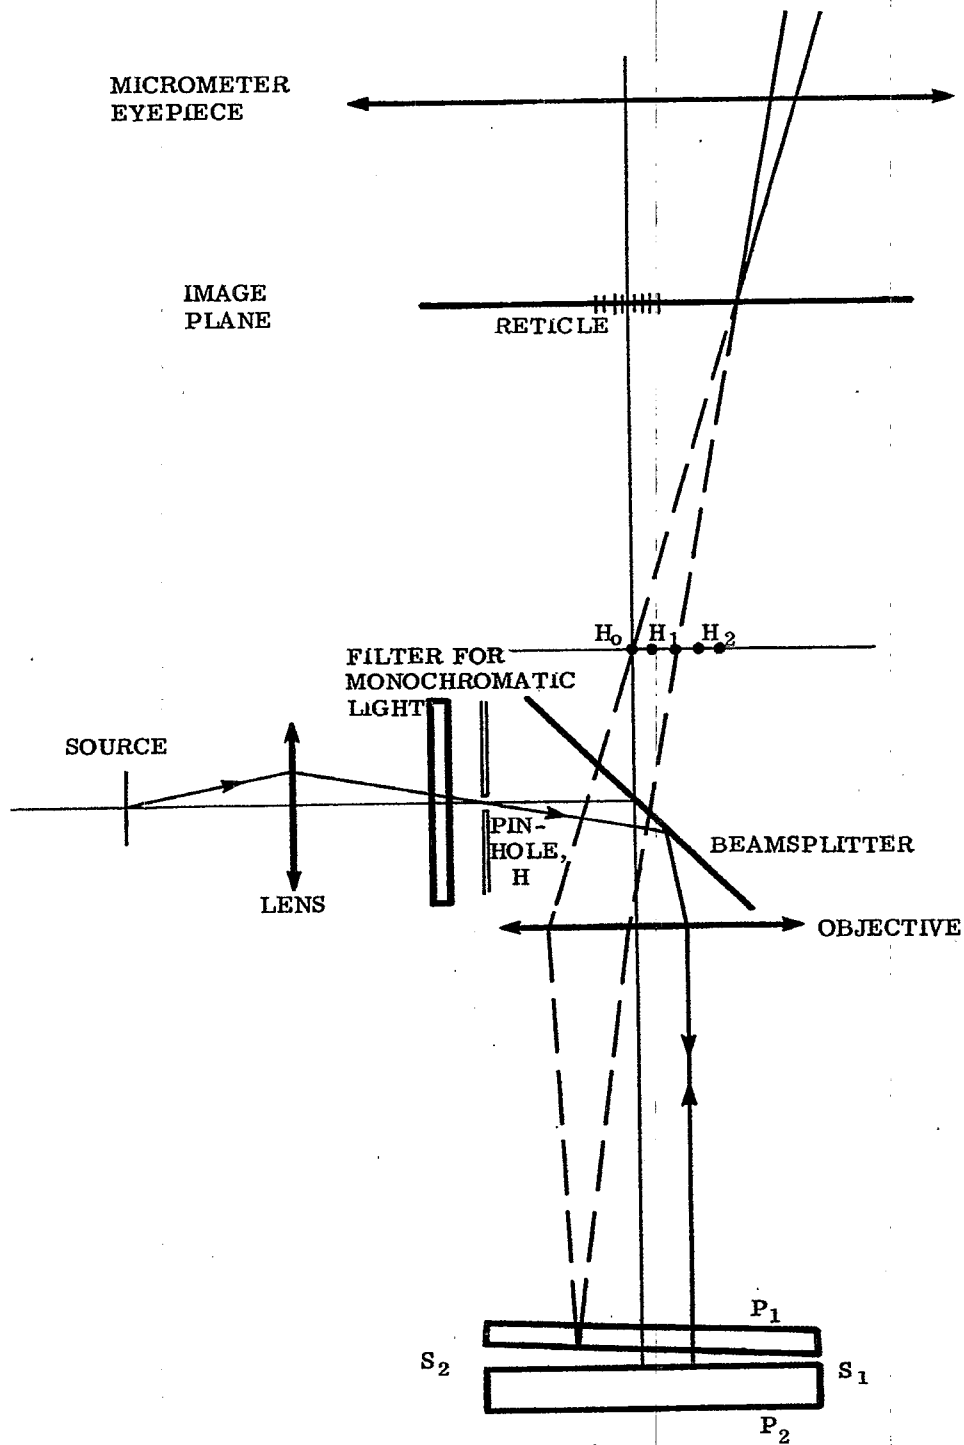 MICROMETER
EYEPIECE
IMAGE
PLANE
RETICLE
H₀ H₁ H₂
FILTER FOR
MONOCHROMATIC
LIGHT
SOURCE
PIN-
HOLE,
H
BEAMSPLITTER
LENS
OBJECTIVE
P₁
S₂
S₁
P₂